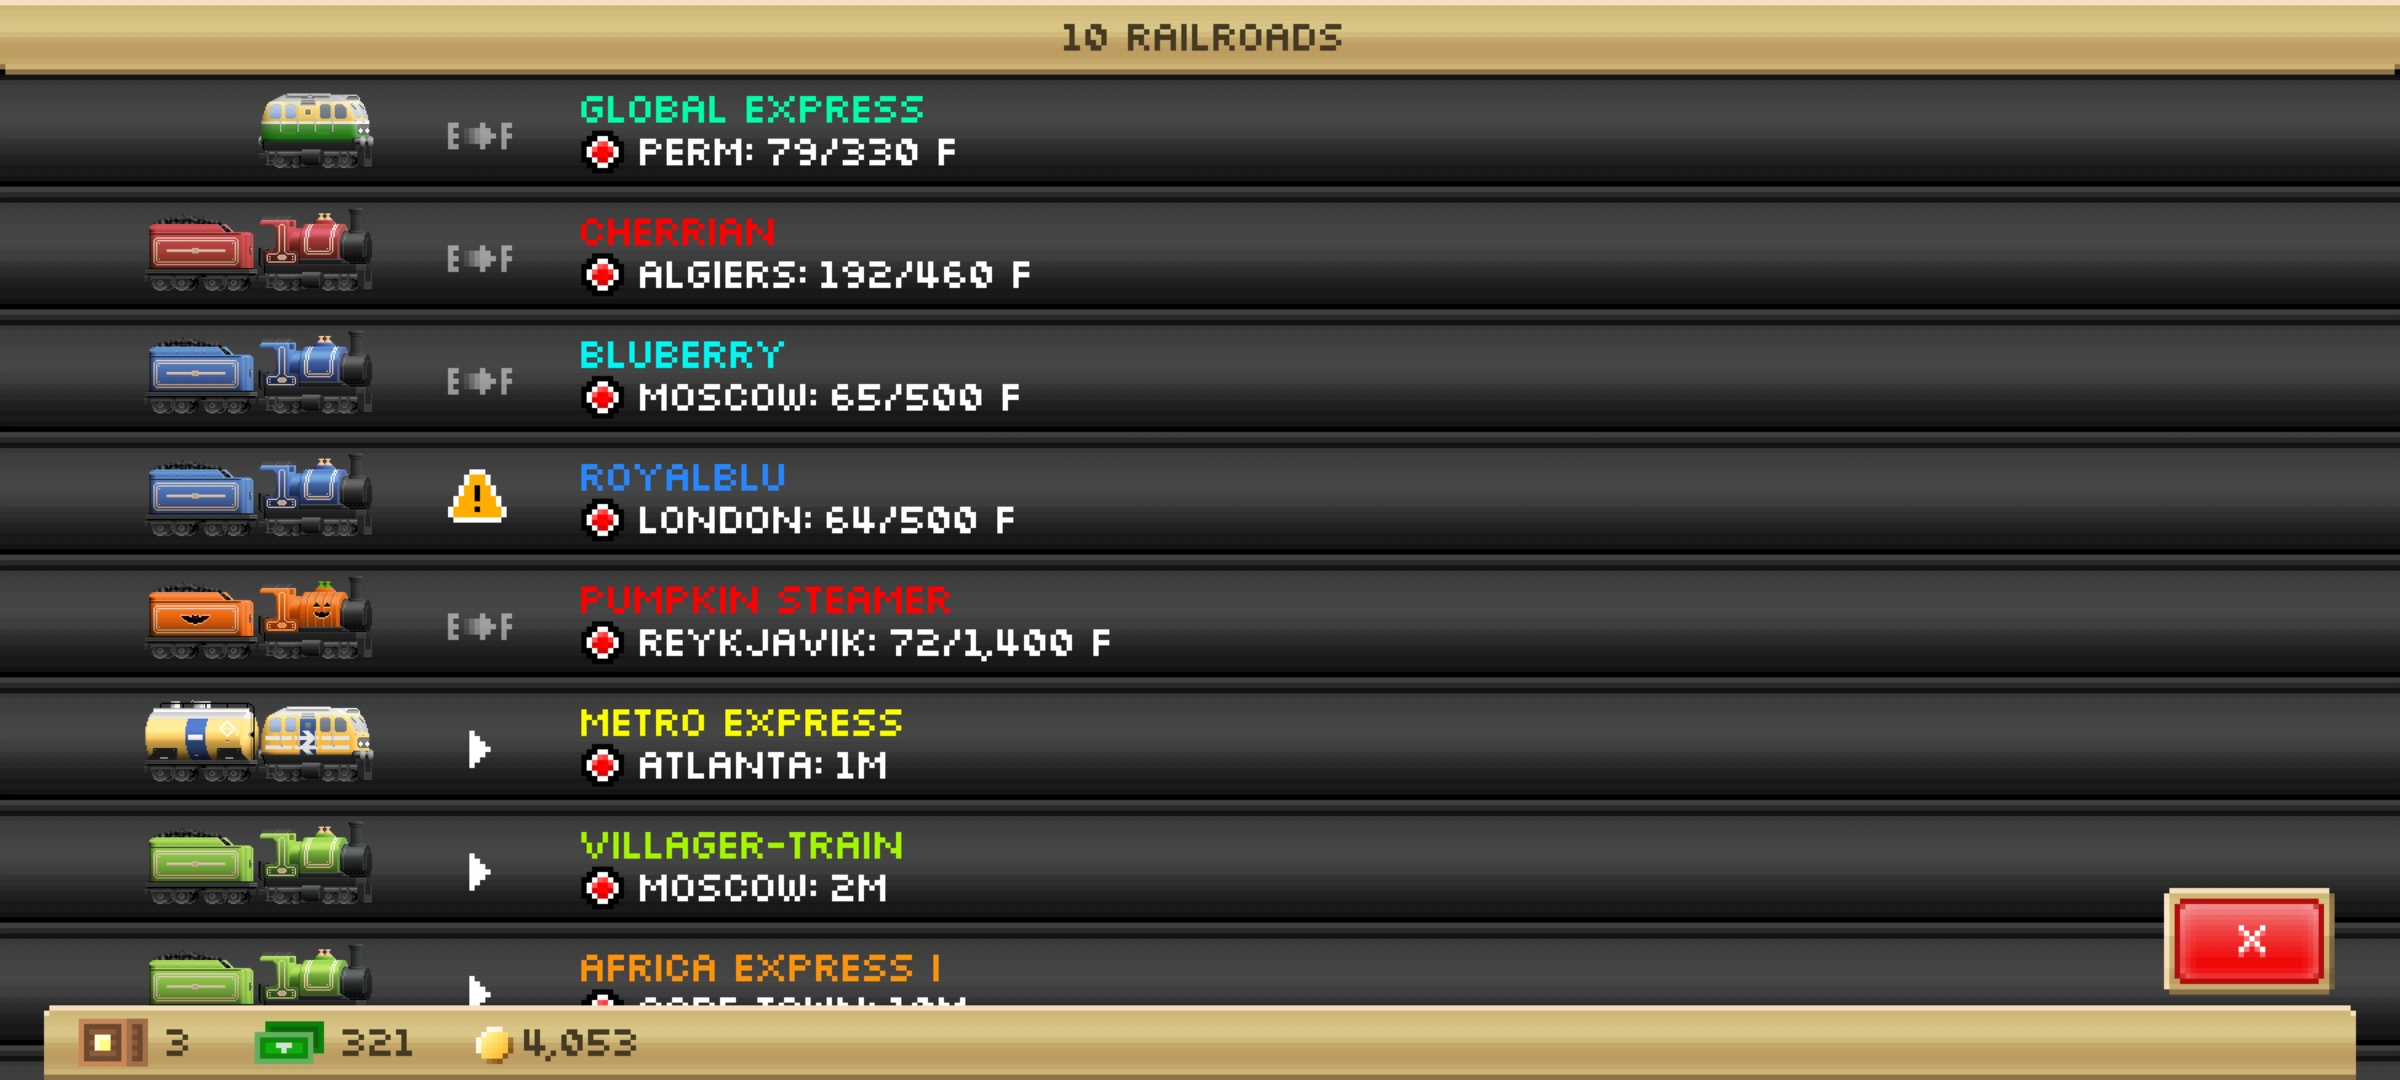 10 RAILROADS
GLOBAL EXPRESS
E F
PERM: 79/330 F
CHERRIAN
E F
ALGIERS: 192/460 F
BLUBERRY
E F
MOSCOW: 65/500 F
ROYALBLU
LONDON: 64/500 F
PUMPKIN STEAMER
E F
REYKJAVIK: 72/1,400 F
METRO EXPRESS
ATLANTA: 1M
VILLAGER-TRAIN
MOSCOW: 2M
AFRICA EXPRESS I
3 321 4,053
X